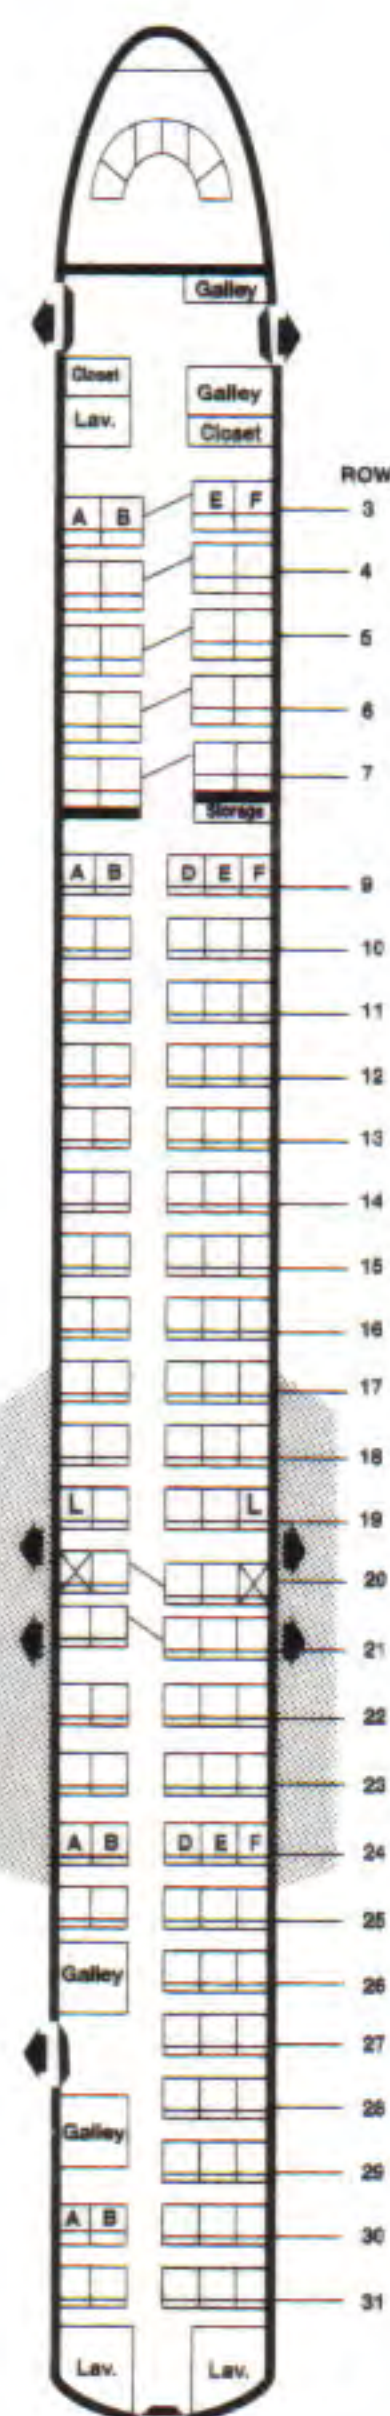 Galley
Closet
Lav.
Galley
Closet
ROW
A B E F 3
4
5
6
7
Storage
A B D E F 9
10
11
12
13
14
15
16
17
18
L L 19
20
21
22
23
A B D E F 24
25
Galley
26
27
28
Galley
29
A B 30
31
Lav. Lav.